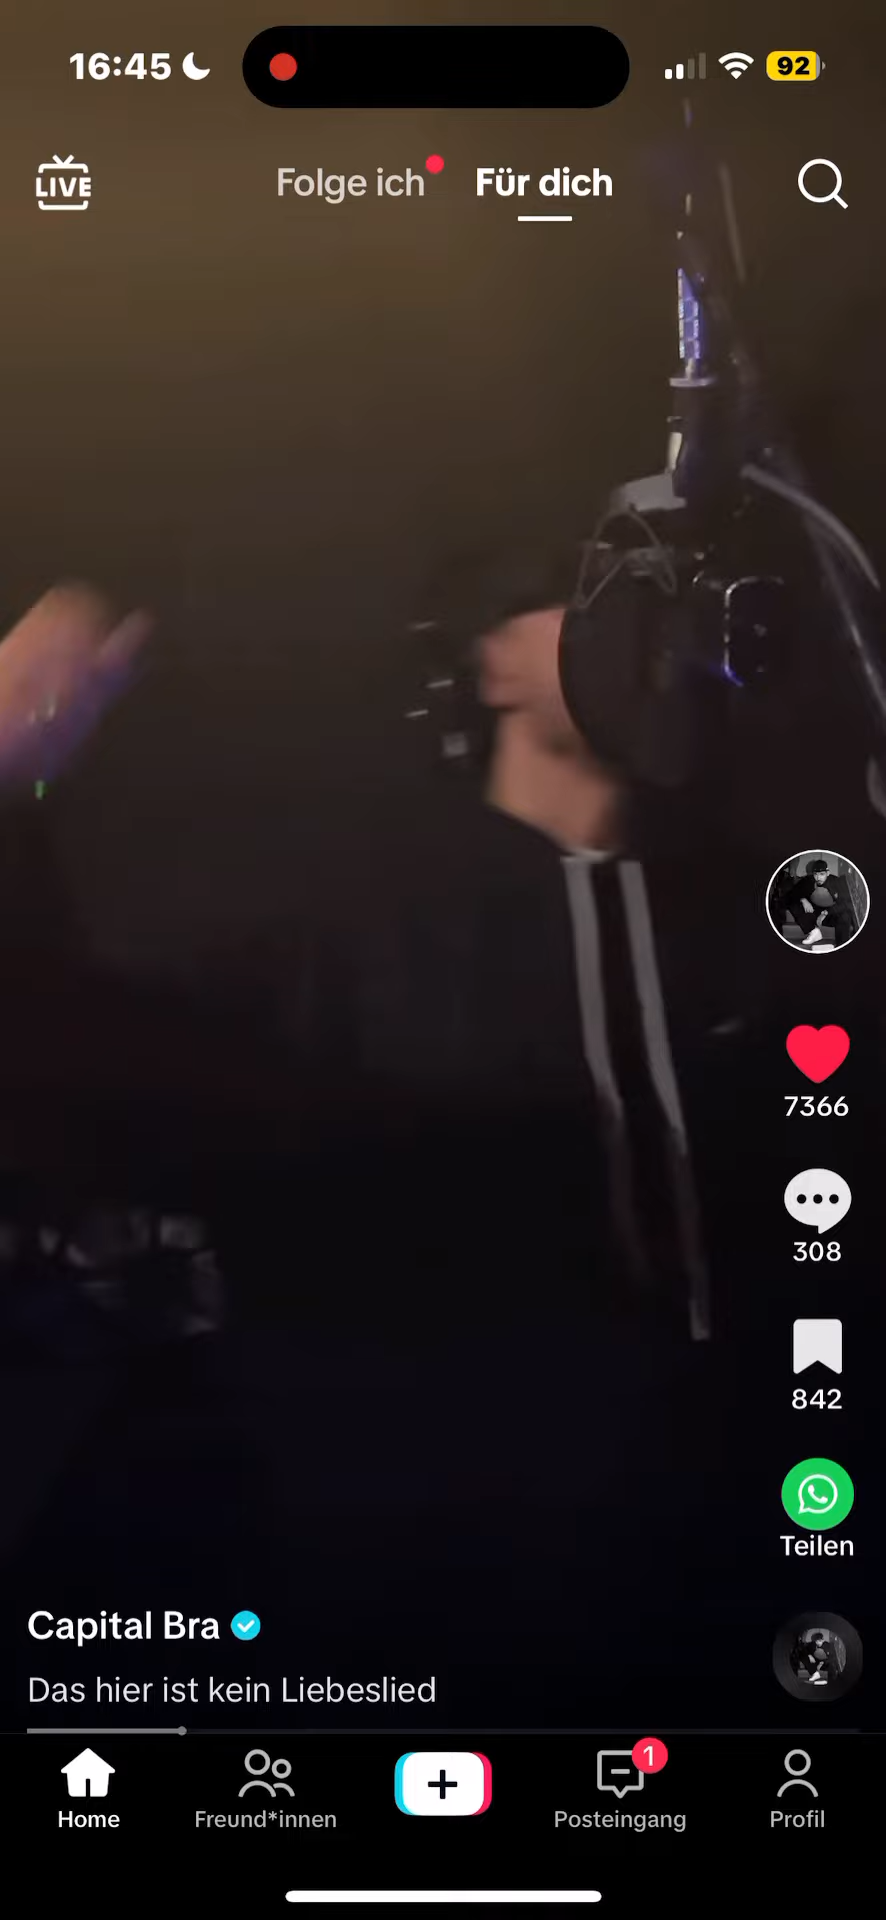 16:45
92
LIVE
Folge ich
Für dich
7366
308
842
Teilen
Capital Bra
Das hier ist kein Liebeslied
Home
Freund*innen
1
Posteingang
Profil